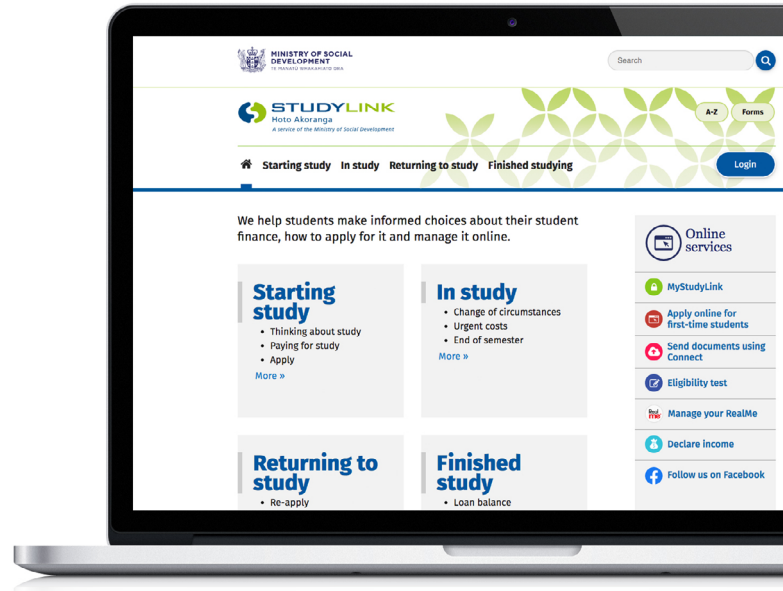 MINISTRY OF SOCIAL
DEVELOPMENT
TE MANATŪ WHAKAHIATO ORA
Search
STUDYLINK
Hoto Akoranga
A service of the Ministry of Social Development
A-Z
Forms
Starting study
In study
Returning to study
Finished studying
Login
We help students make informed choices about their student
finance, how to apply for it and manage it online.
Starting
study
• Thinking about study
• Paying for study
• Apply
More »
In study
• Change of circumstances
• Urgent costs
• End of semester
More »
Returning to
study
• Re-apply
Finished
study
• Loan balance
Online
services
MyStudyLink
Apply online for
first-time students
Send documents using
Connect
Eligibility test
Real
me
Manage your RealMe
Declare income
Follow us on Facebook